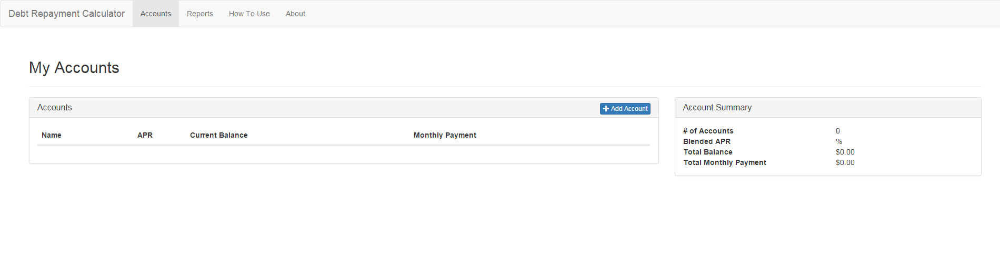 Debt Repayment Calculator Accounts Reports How To Use About
My Accounts
Accounts Add Account
Name APR Current Balance Monthly Payment
Account Summary
# of Accounts 0
Blended APR %
Total Balance $0.00
Total Monthly Payment $0.00